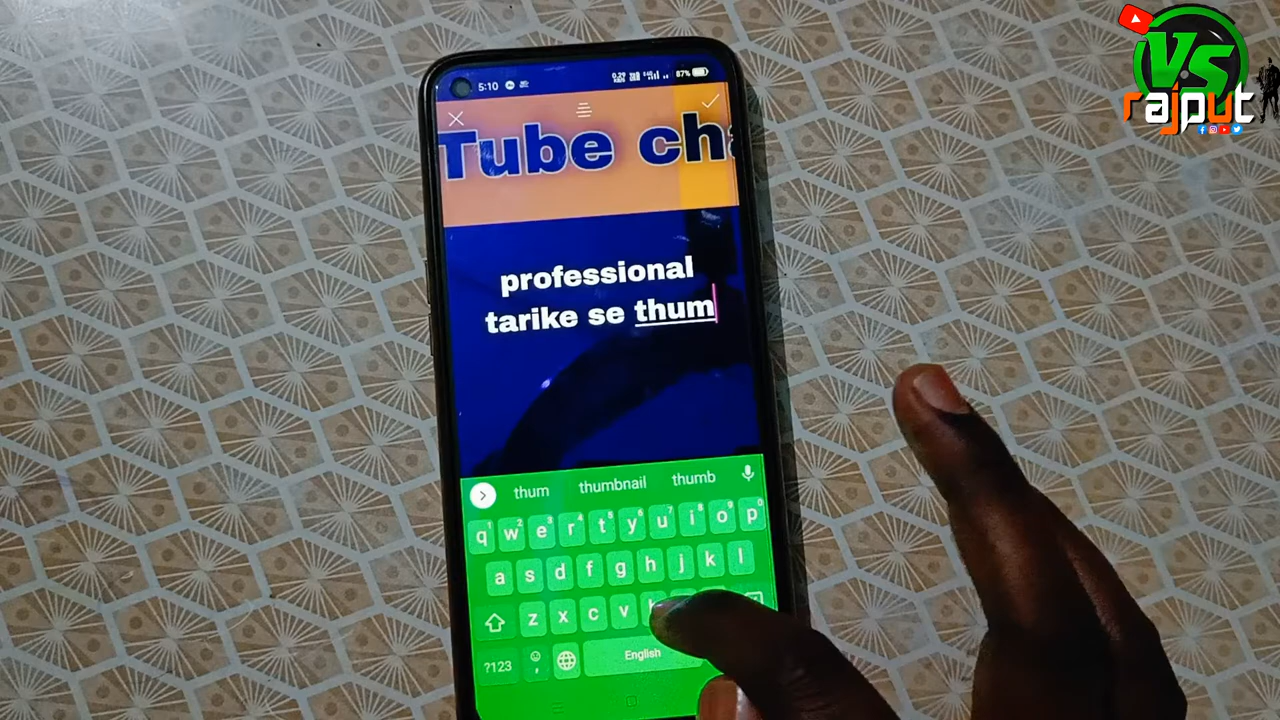 VS
rajput
5:10
87%
Tube cha
professional
tarike se thum
thum thumbnail thumb
q w e r t y u i o p
a s d f g h j k l
z x c v
?123 , English